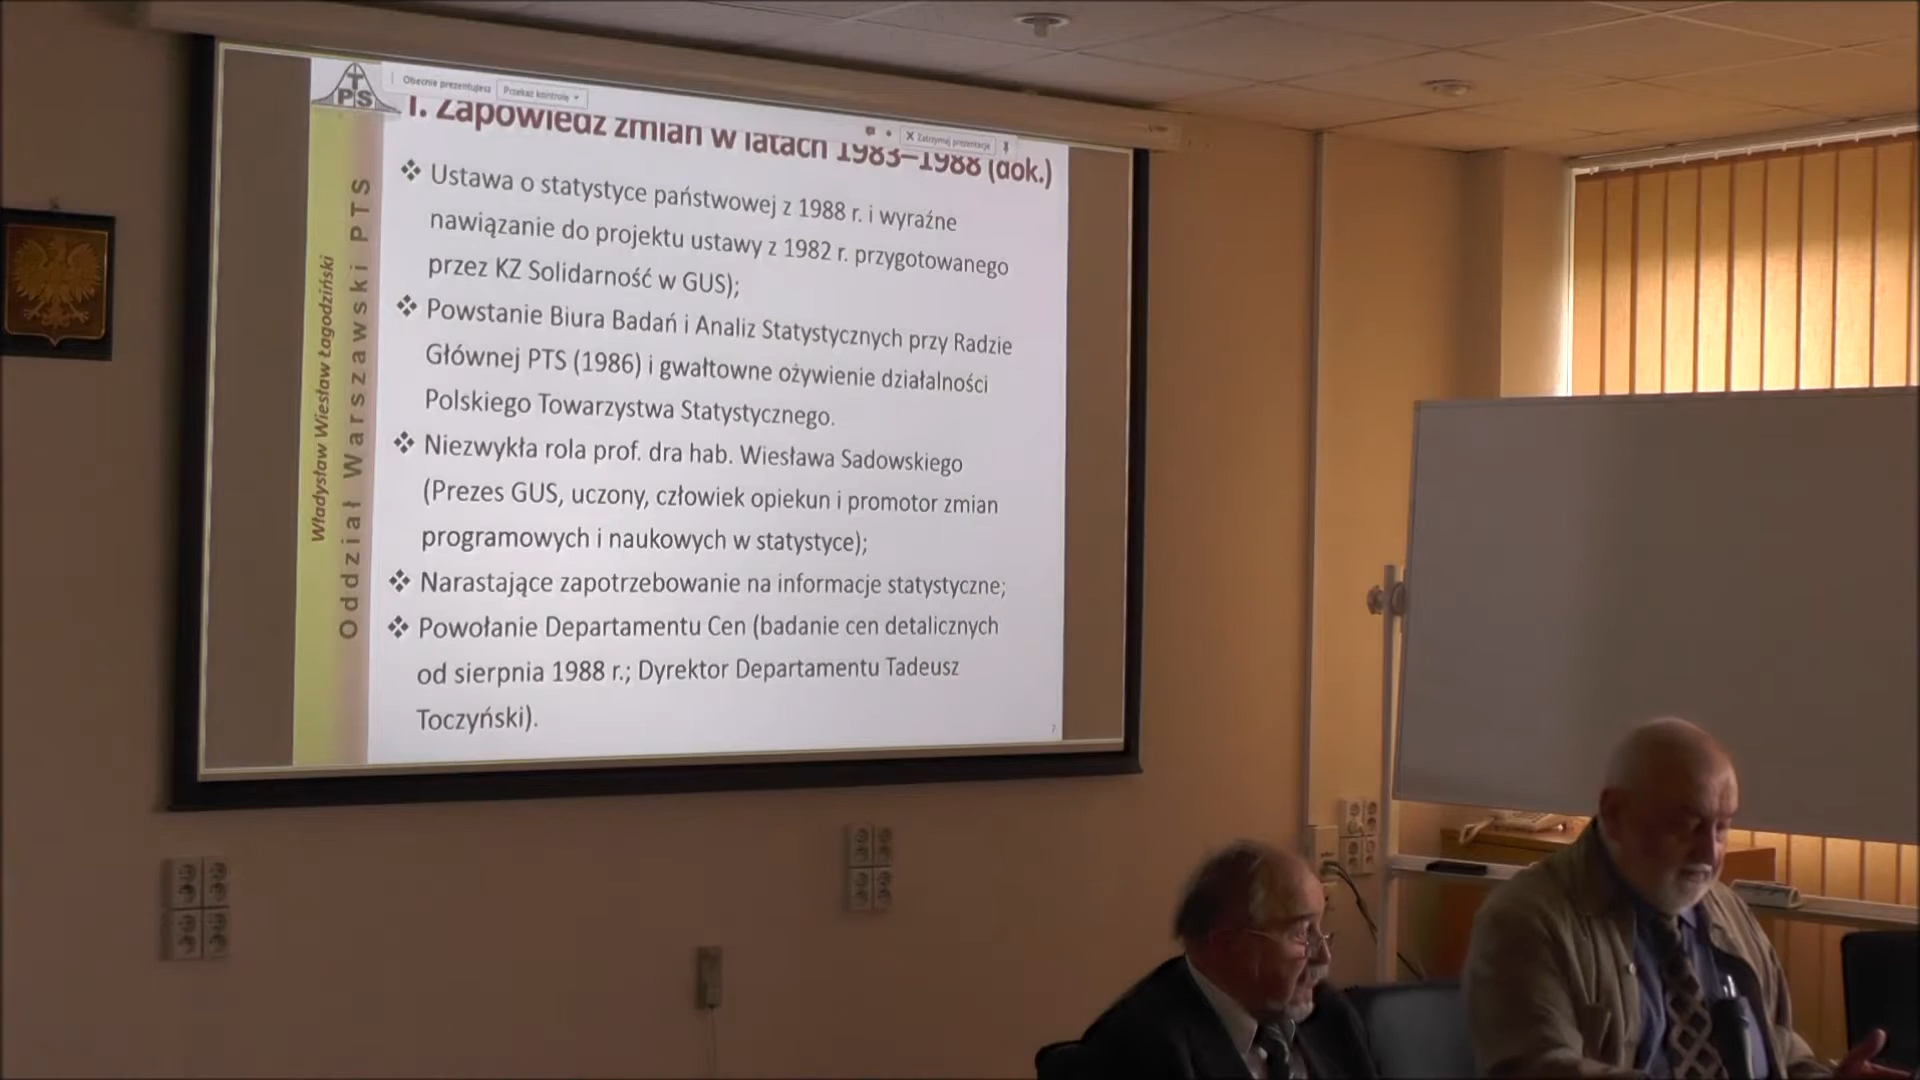 TPS
Obecnie prezentujesz
Przekaż kontrolę
Zatrzymaj prezentację
I. Zapowiedź zmian w latach 1983–1988 (dok.)
Ustawa o statystyce państwowej z 1988 r. i wyraźne
nawiązanie do projektu ustawy z 1982 r. przygotowanego
przez KZ Solidarność w GUS);
Powstanie Biura Badań i Analiz Statystycznych przy Radzie
Głównej PTS (1986) i gwałtowne ożywienie działalności
Polskiego Towarzystwa Statystycznego.
Niezwykła rola prof. dra hab. Wiesława Sadowskiego
(Prezes GUS, uczony, człowiek opiekun i promotor zmian
programowych i naukowych w statystyce);
Narastające zapotrzebowanie na informacje statystyczne;
Powołanie Departamentu Cen (badanie cen detalicznych
od sierpnia 1988 r.; Dyrektor Departamentu Tadeusz
Toczyński).
7
Władysław Wiesław Łagodziński
Oddział Warszawski PTS